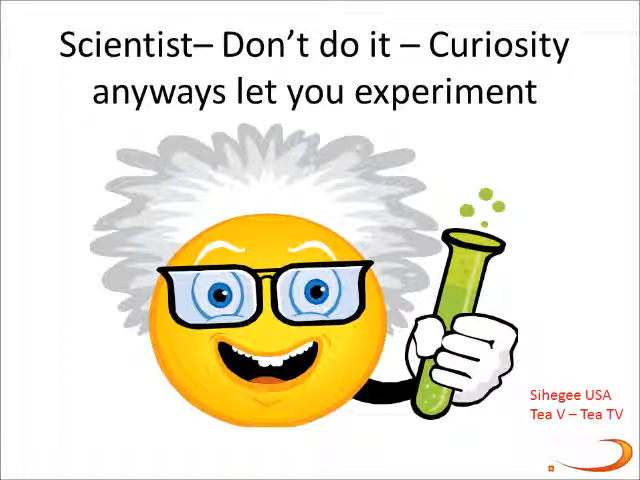 Scientist– Don’t do it – Curiosity
anyways let you experiment
Sihegee USA
Tea V – Tea TV